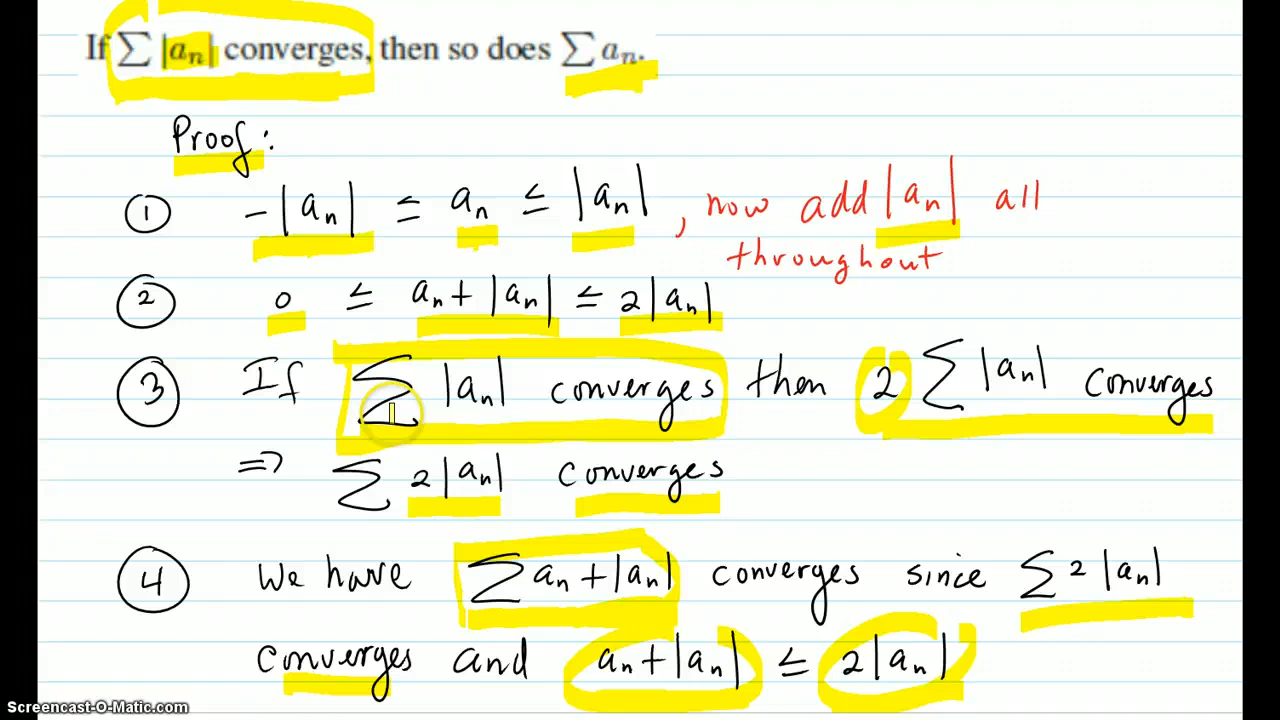 If ∑ |aₙ| converges, then so does ∑ aₙ.
Proof:
① -|aₙ| ≤ aₙ ≤ |aₙ| , now add |aₙ| all
throughout
② 0 ≤ aₙ + |aₙ| ≤ 2|aₙ|
③ If ∑ |aₙ| converges then 2 ∑ |aₙ| converges
=> ∑ 2|aₙ| converges
④ We have ∑ aₙ + |aₙ| converges since ∑ 2|aₙ|
converges and aₙ + |aₙ| ≤ 2|aₙ|
Screencast-O-Matic.com